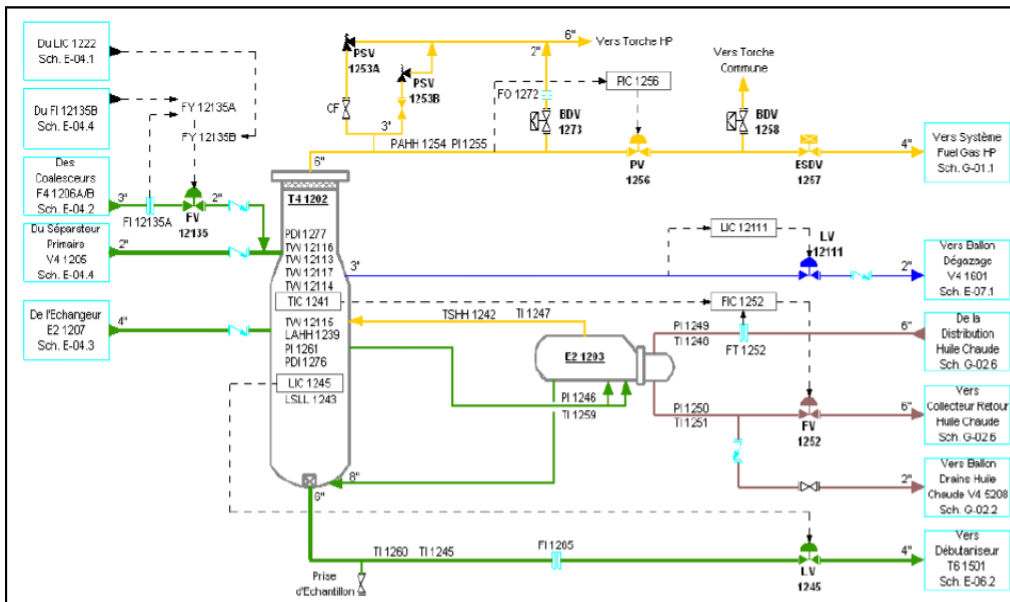 Du LIC 1222
Sch. E-04.1
Du FI 12135B
Sch. E-04.4
Des
Coalesceurs
F4 1206A/B
Sch. E-04.2
Du Séparateur
Primaire
V4 1205
Sch. E-04.4
De l'Echangeur
E2 1207
Sch. E-04.3
FY 12135A
FY 12135B
3"
FI 12135A
FV
12135
2"
2"
4"
PSV
1253A
PSV
1253B
CF
3"
6"
6"
2"
Vers Torche HP
FO 1272
PIC 1256
BDV
1273
PAHH 1254 PI 1255
PV
1256
Vers Torche
Commune
BDV
1258
ESDV
1257
4"
Vers Système
Fuel Gas HP
Sch. G-01.1
T4 1202
PDI 1277
TW 12116
TW 12113
TW 12117
TW 12114
TIC 1241
TW 12115
LAHH 1239
PI 1261
PDI 1276
LIC 1245
LSLL 1243
3"
LIC 12111
LV
12111
2"
Vers Ballon
Dégazage
V4 1601
Sch. E-07.1
FIC 1252
TSHH 1242 TI 1247
E2 1203
PI 1246
TI 1259
PI 1249
TI 1248
FT 1252
6"
De la
Distribution
Huile Chaude
Sch. G-02.6
PI 1250
TI 1251
FV
1252
6"
Vers
Collecteur Retour
Huile Chaude
Sch. G-02.6
2"
Vers Ballon
Drains Huile
Chaude V4 5208
Sch. G-02.2
8"
6"
TI 1260 TI 1245
FI 1265
Prise
d'Echantillon
LV
1245
4"
Vers
Débutaniseur
T6 1501
Sch. E-06.2